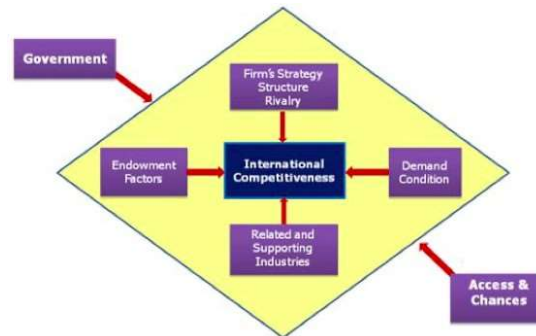 Government
Firm's Strategy
Structure
Rivalry
Endowment
Factors
International
Competitiveness
Demand
Condition
Related and
Supporting
Industries
Access &
Chances